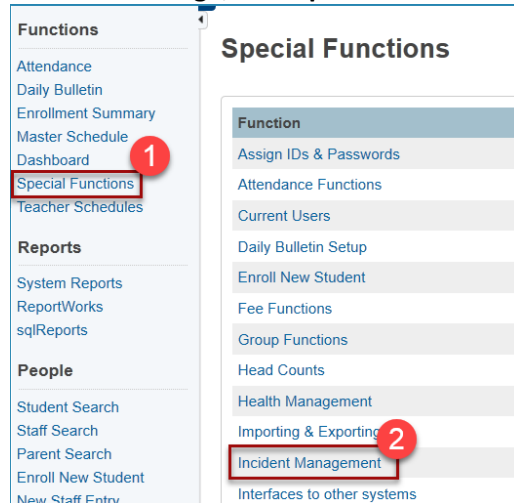 Functions
Attendance
Daily Bulletin
Enrollment Summary
Master Schedule
Dashboard
1
Special Functions
Teacher Schedules
Reports
System Reports
ReportWorks
sqlReports
People
Student Search
Staff Search
Parent Search
Enroll New Student
New Staff Entry
Special Functions
Function
Assign IDs & Passwords
Attendance Functions
Current Users
Daily Bulletin Setup
Enroll New Student
Fee Functions
Group Functions
Head Counts
Health Management
Importing & Exporting
2
Incident Management
Interfaces to other systems